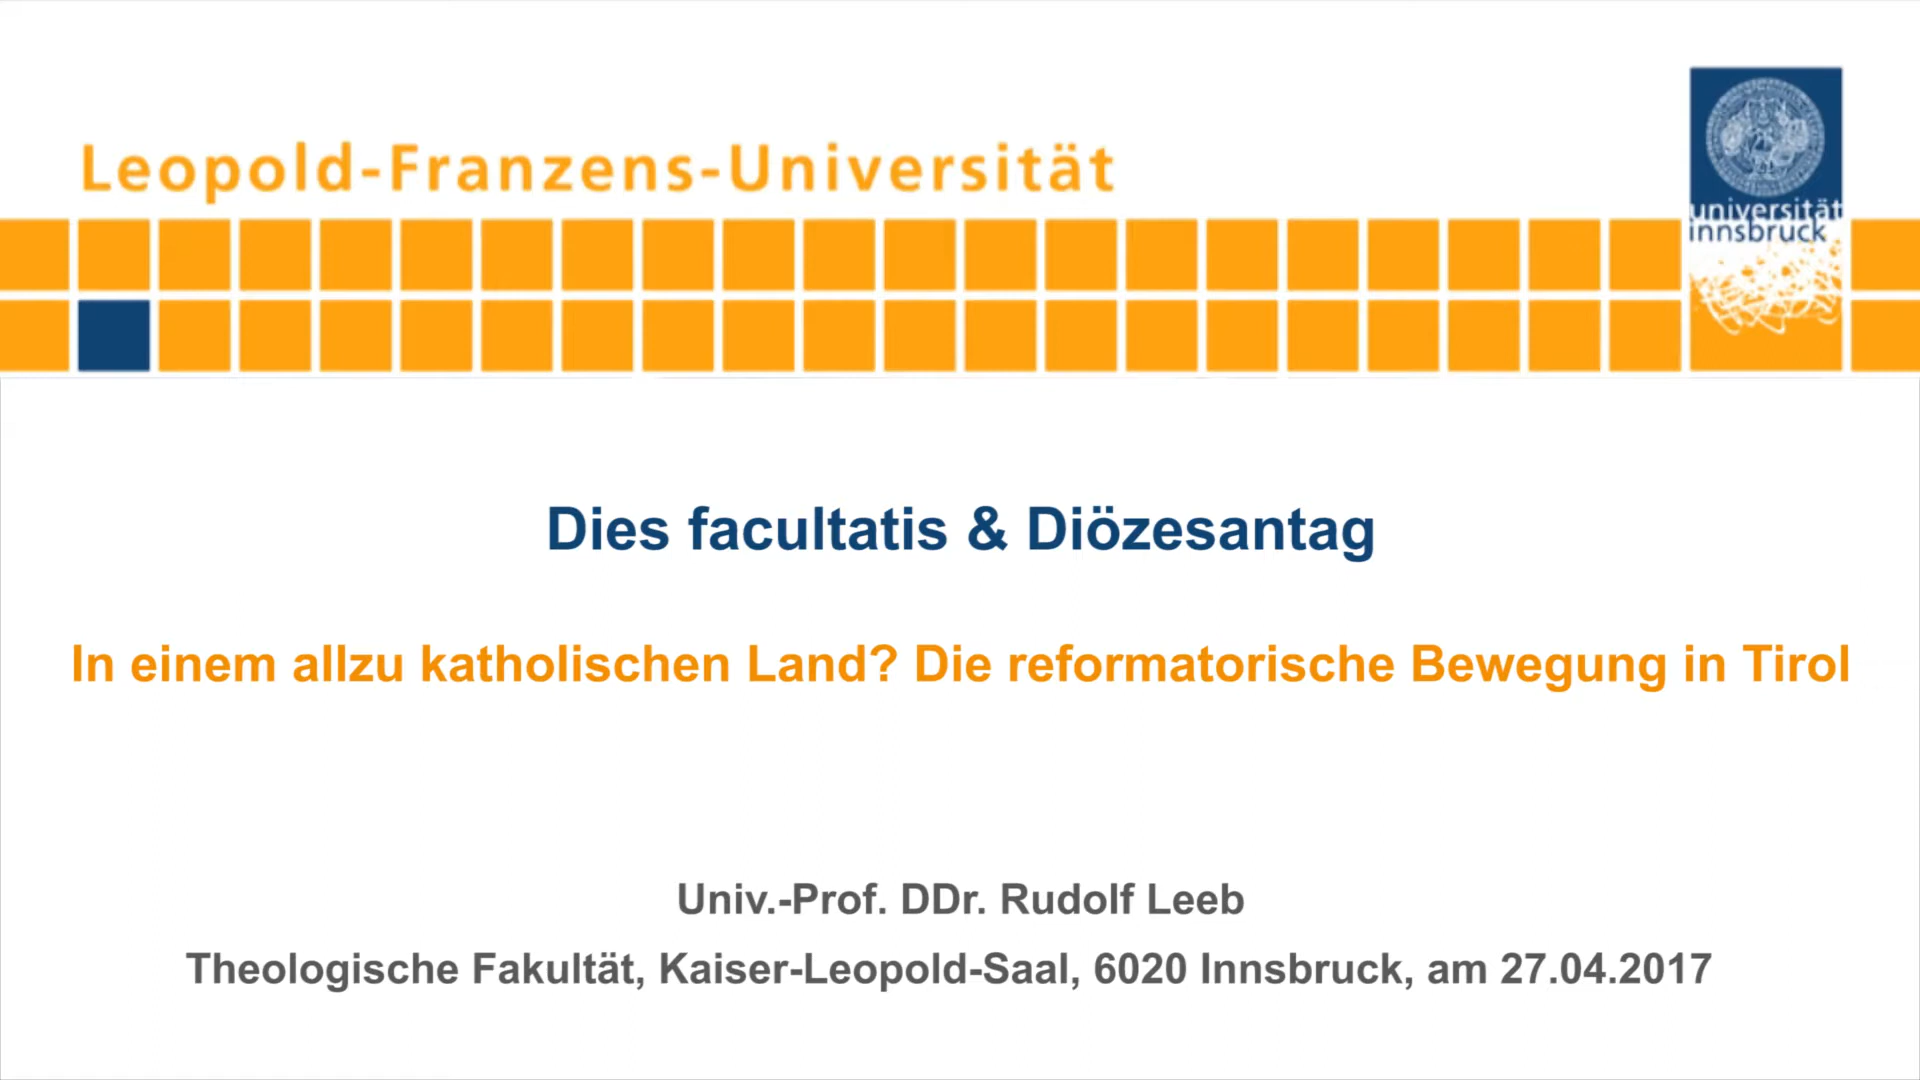 Leopold-Franzens-Universität
universität
innsbruck
Dies facultatis & Diözesantag
In einem allzu katholischen Land? Die reformatorische Bewegung in Tirol
Univ.-Prof. DDr. Rudolf Leeb
Theologische Fakultät, Kaiser-Leopold-Saal, 6020 Innsbruck, am 27.04.2017